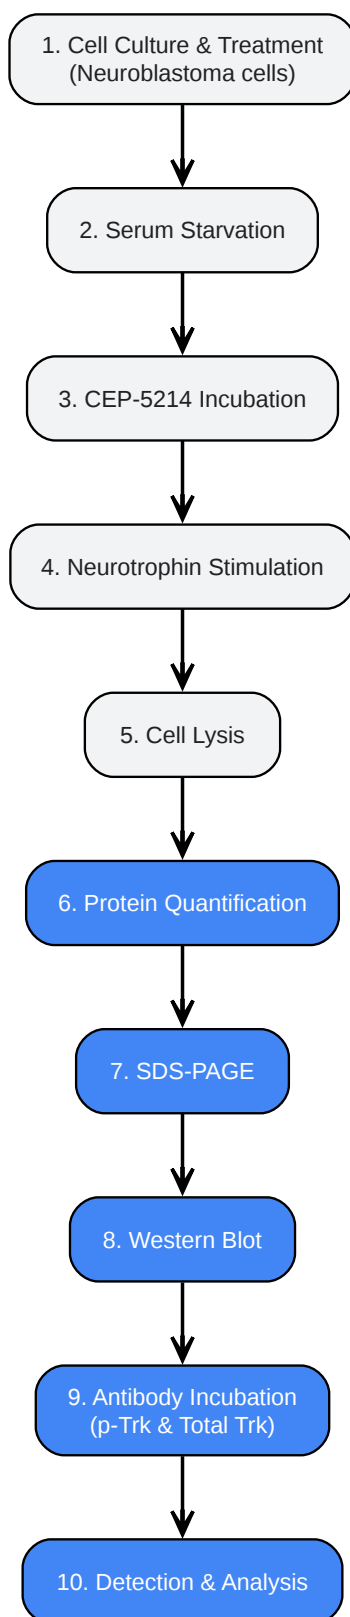 1. Cell Culture & Treatment
(Neuroblastoma cells)
2. Serum Starvation
3. CEP-5214 Incubation
4. Neurotrophin Stimulation
5. Cell Lysis
6. Protein Quantification
7. SDS-PAGE
8. Western Blot
9. Antibody Incubation
(p-Trk & Total Trk)
10. Detection & Analysis